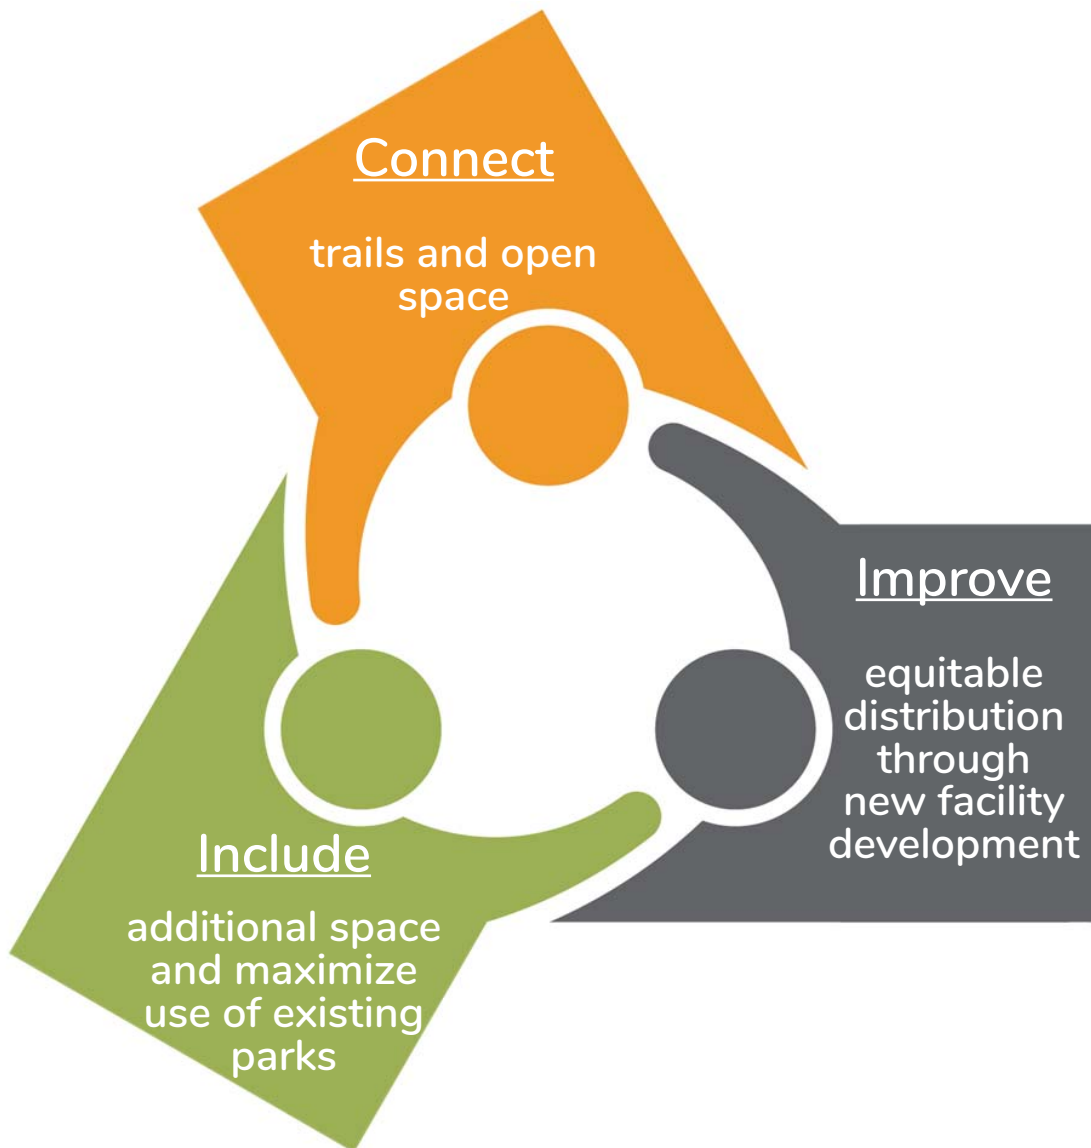 Connect
trails and open
space
Improve
equitable
distribution
through
new facility
development
Include
additional space
and maximize
use of existing
parks